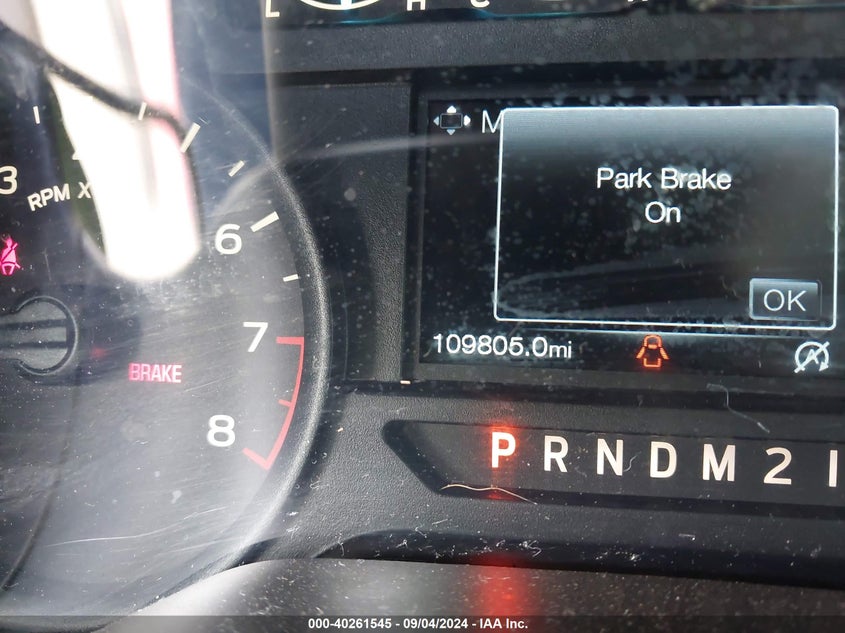 L H C H
3
RPM X
6
7
8
BRAKE
M
Park Brake
On
OK
109805.0mi
P R N D M 2 1
000-40261545 - 09/04/2024 - IAA Inc.